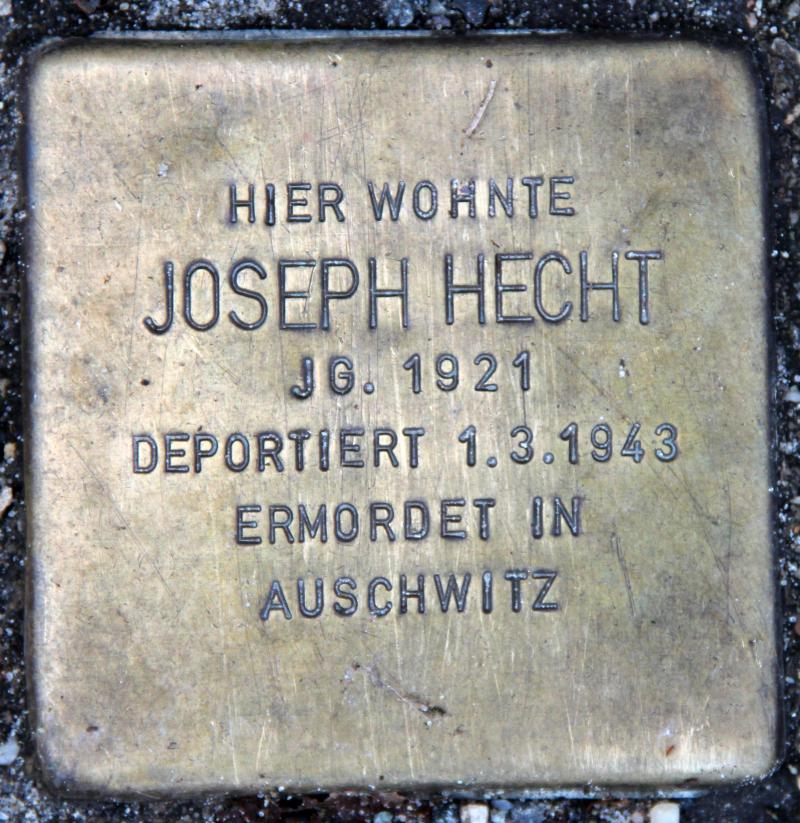 HIER WOHNTE
JOSEPH HECHT
JG. 1921
DEPORTIERT 1.3.1943
ERMORDET IN
AUSCHWITZ